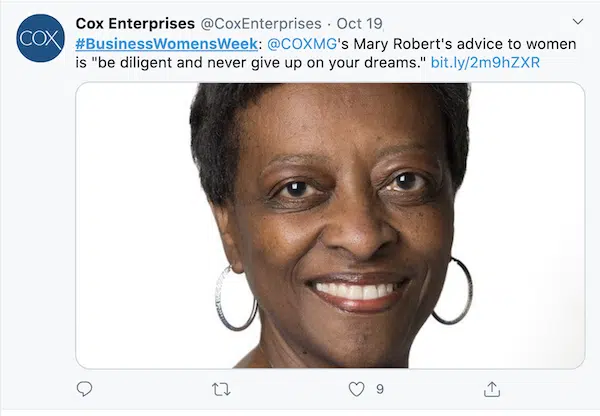 COX
Cox Enterprises @CoxEnterprises · Oct 19
#BusinessWomensWeek: @COXMG's Mary Robert's advice to women
is "be diligent and never give up on your dreams." bit.ly/2m9hZXR
9